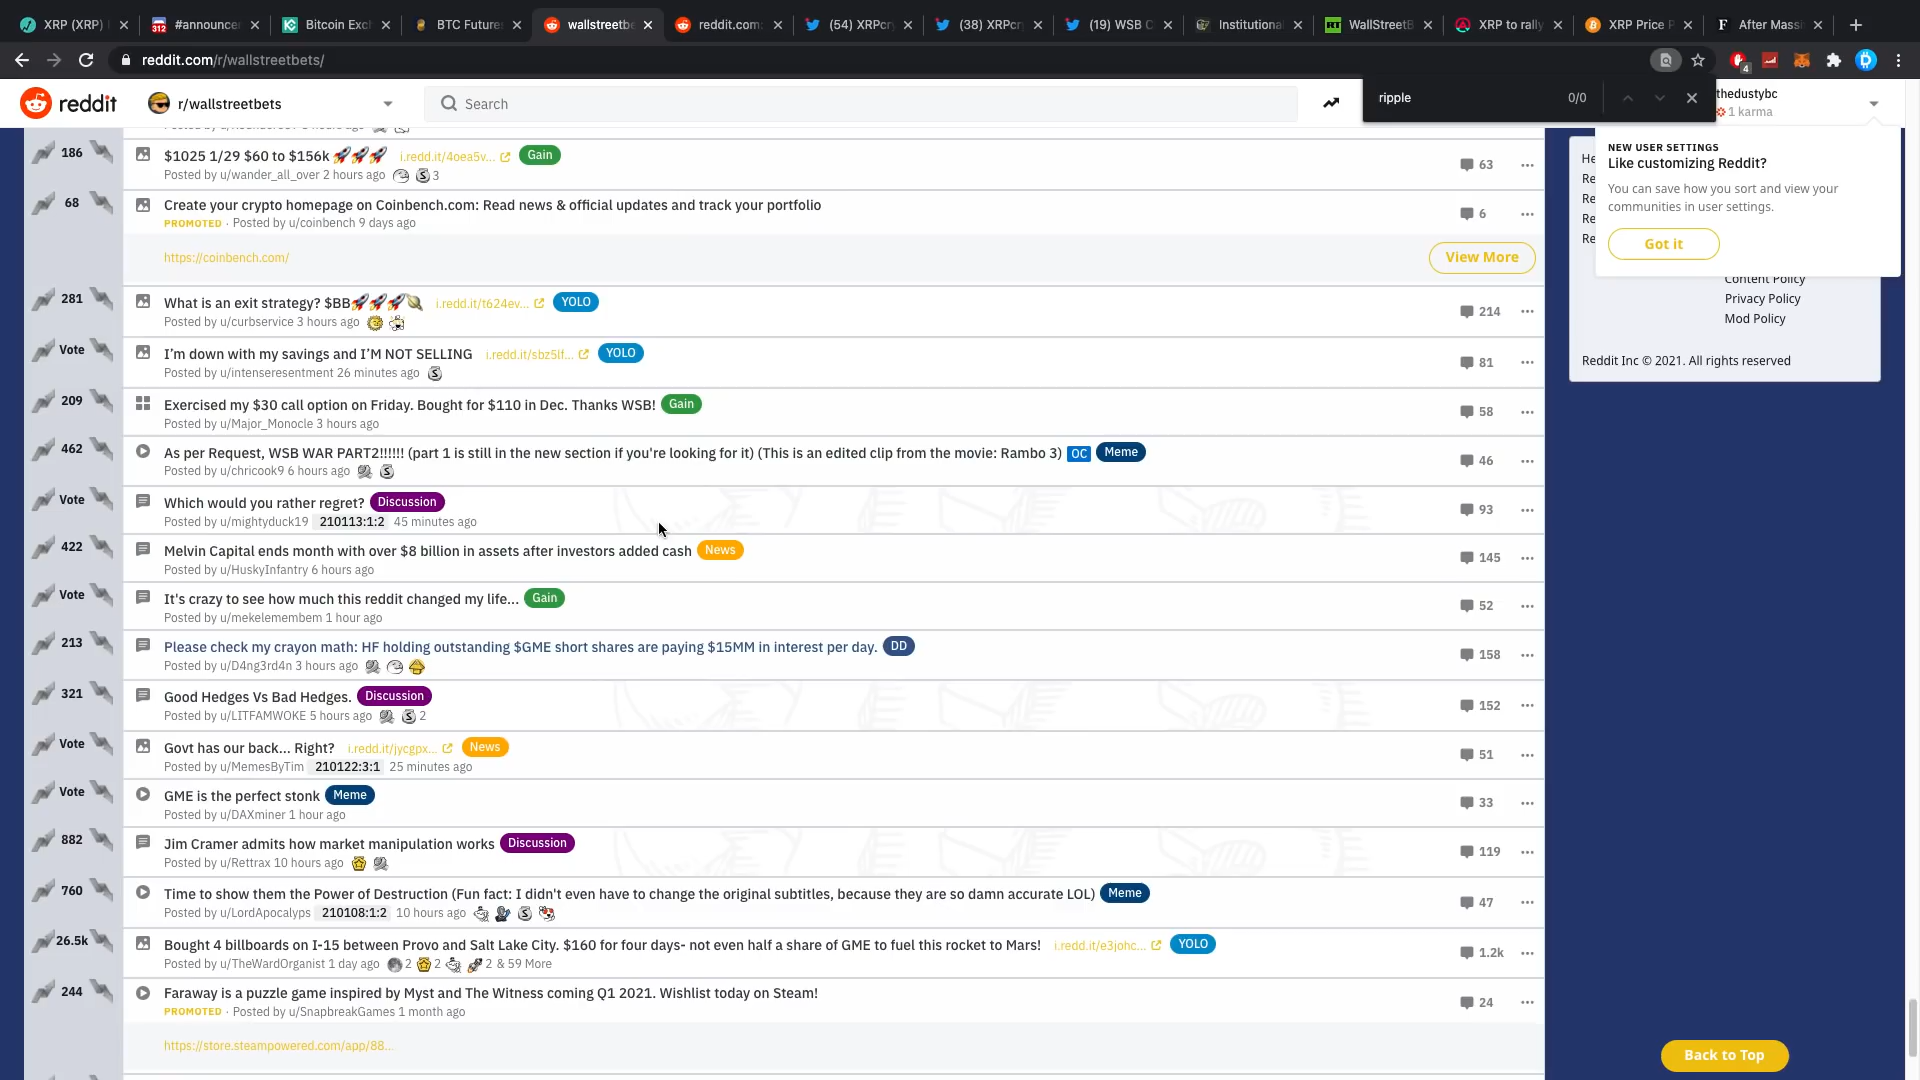 XRP (XRP)
#announce
Bitcoin Exc
BTC Future
wallstreetbe
reddit.com:
(54) XRPcry
(38) XRPcry
(19) WSB C
Institutional
WallStreetB
XRP to rally
XRP Price P
After Massi
reddit.com/r/wallstreetbets/
4
reddit
r/wallstreetbets
Search
ripple
0/0
thedustybc
1 karma
186
$1025 1/29 $60 to $156k 🚀🚀🚀 i.redd.it/4oea5v... Gain
Posted by u/wander_all_over 2 hours ago 3
63
68
Create your crypto homepage on Coinbench.com: Read news & official updates and track your portfolio
PROMOTED · Posted by u/coinbench 9 days ago
6
https://coinbench.com/
View More
281
What is an exit strategy? $BB🚀🚀🚀🪐 i.redd.it/t624ev... YOLO
Posted by u/curbservice 3 hours ago
214
Vote
I'm down with my savings and I'M NOT SELLING i.redd.it/sbz5lf... YOLO
Posted by u/intenseresentment 26 minutes ago
81
209
Exercised my $30 call option on Friday. Bought for $110 in Dec. Thanks WSB! Gain
Posted by u/Major_Monocle 3 hours ago
58
462
As per Request, WSB WAR PART2!!!!!! (part 1 is still in the new section if you're looking for it) (This is an edited clip from the movie: Rambo 3) OC Meme
Posted by u/chricook9 6 hours ago
46
Vote
Which would you rather regret? Discussion
Posted by u/mightyduck19 210113:1:2 45 minutes ago
93
422
Melvin Capital ends month with over $8 billion in assets after investors added cash News
Posted by u/HuskyInfantry 6 hours ago
145
Vote
It's crazy to see how much this reddit changed my life... Gain
Posted by u/mekelemembem 1 hour ago
52
213
Please check my crayon math: HF holding outstanding $GME short shares are paying $15MM in interest per day. DD
Posted by u/D4ng3rd4n 3 hours ago
158
321
Good Hedges Vs Bad Hedges. Discussion
Posted by u/LITFAMWOKE 5 hours ago 2
152
Vote
Govt has our back... Right? i.redd.it/jycgpx... News
Posted by u/MemesByTim 210122:3:1 25 minutes ago
51
Vote
GME is the perfect stonk Meme
Posted by u/DAXminer 1 hour ago
33
882
Jim Cramer admits how market manipulation works Discussion
Posted by u/Rettrax 10 hours ago
119
760
Time to show them the Power of Destruction (Fun fact: I didn't even have to change the original subtitles, because they are so damn accurate LOL) Meme
Posted by u/LordApocalyps 210108:1:2 10 hours ago
47
26.5k
Bought 4 billboards on I-15 between Provo and Salt Lake City. $160 for four days- not even half a share of GME to fuel this rocket to Mars! i.redd.it/e3johc... YOLO
Posted by u/TheWardOrganist 1 day ago 2 2 2 & 59 More
1.2k
244
Faraway is a puzzle game inspired by Myst and The Witness coming Q1 2021. Wishlist today on Steam!
PROMOTED · Posted by u/SnapbreakGames 1 month ago
24
https://store.steampowered.com/app/88...
NEW USER SETTINGS
Like customizing Reddit?
You can save how you sort and view your
communities in user settings.
Got it
He
Re
Re
Re
Re
Content Policy
Privacy Policy
Mod Policy
Reddit Inc © 2021. All rights reserved
Back to Top